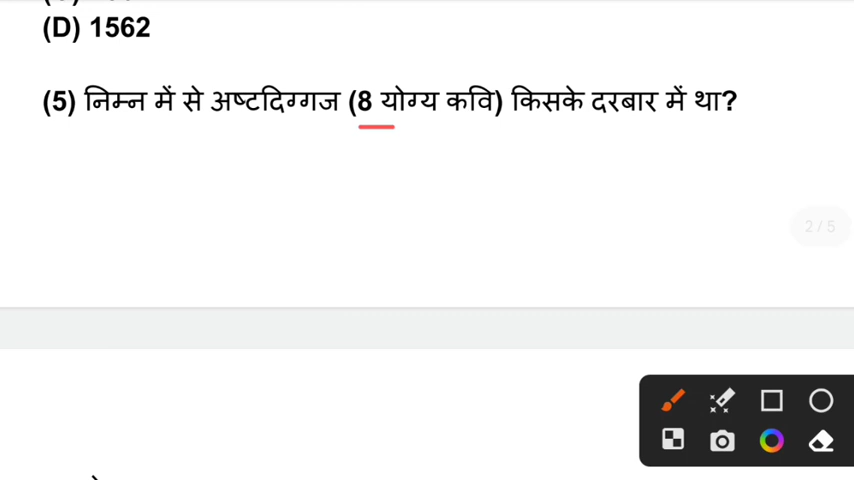 (D) 1562
(5) निम्न में से अष्टदिग्गज (8 योग्य कवि) किसके दरबार में था?
2 / 5